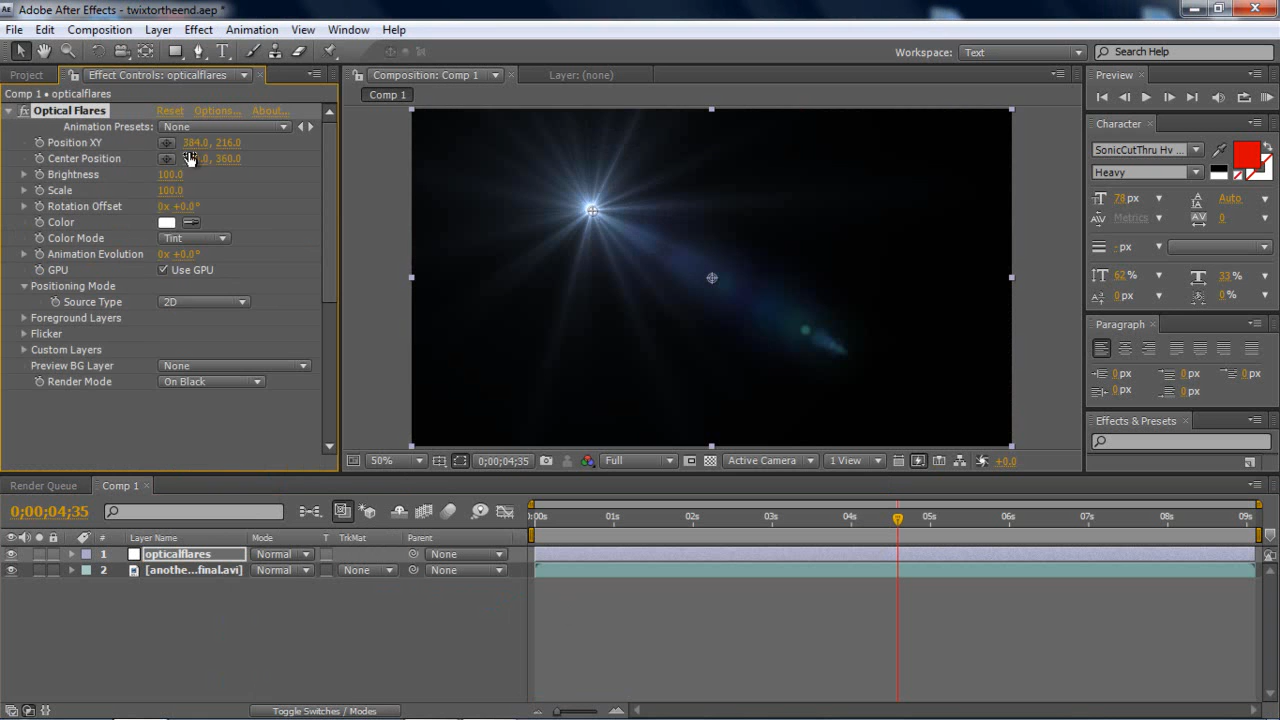 Adobe After Effects - twixtortheend.aep *
File Edit Composition Layer Effect Animation View Window Help
Workspace: Text Search Help
Project Effect Controls: opticalflares Composition: Comp 1 Layer: (none) Preview
Comp 1 • opticalflares Comp 1
Optical Flares Reset Options... About...
Animation Presets: None Character
Position XY 384.0, 216.0
Center Position .0, 360.0 SonicCutThru Hv ...
Brightness 100.0 Heavy
Scale 100.0 78 px Auto
Rotation Offset 0x +0.0° Metrics 0
Color
Color Mode Tint - px
Animation Evolution 0x +0.0°
GPU Use GPU 62 % 33 %
Positioning Mode 0 px 0 %
Source Type 2D
Foreground Layers Paragraph
Flicker
Custom Layers
Preview BG Layer None 0 px 0 px 0 px
Render Mode On Black 0 px 0 px
Effects & Presets
50% 0;00;04;35 Full Active Camera 1 View +0.0
Render Queue Comp 1
0;00;04;35 :00s 01s 02s 03s 04s 05s 06s 07s 08s 09s
# Layer Name Mode T TrkMat Parent
1 opticalflares Normal None
2 [anothe...final.avi] Normal None None
Toggle Switches / Modes